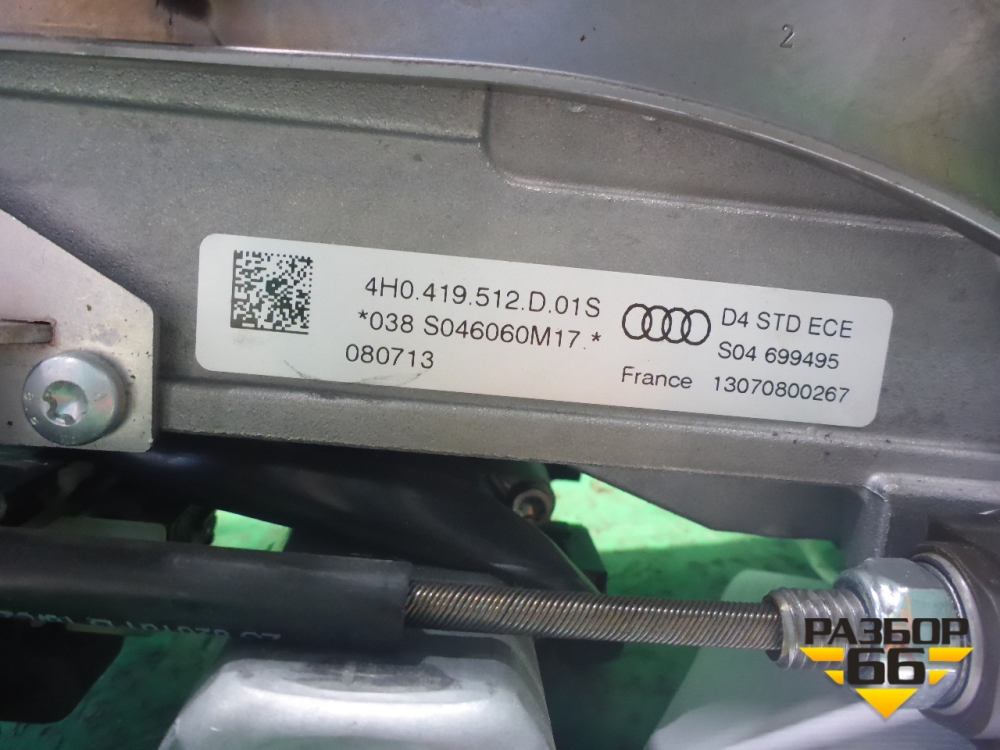 2
4H0.419.512.D.01S
*038 S046060M17.*
080713
D4 STD ECE
S04 699495
France 13070800267
РАЗБОР
66